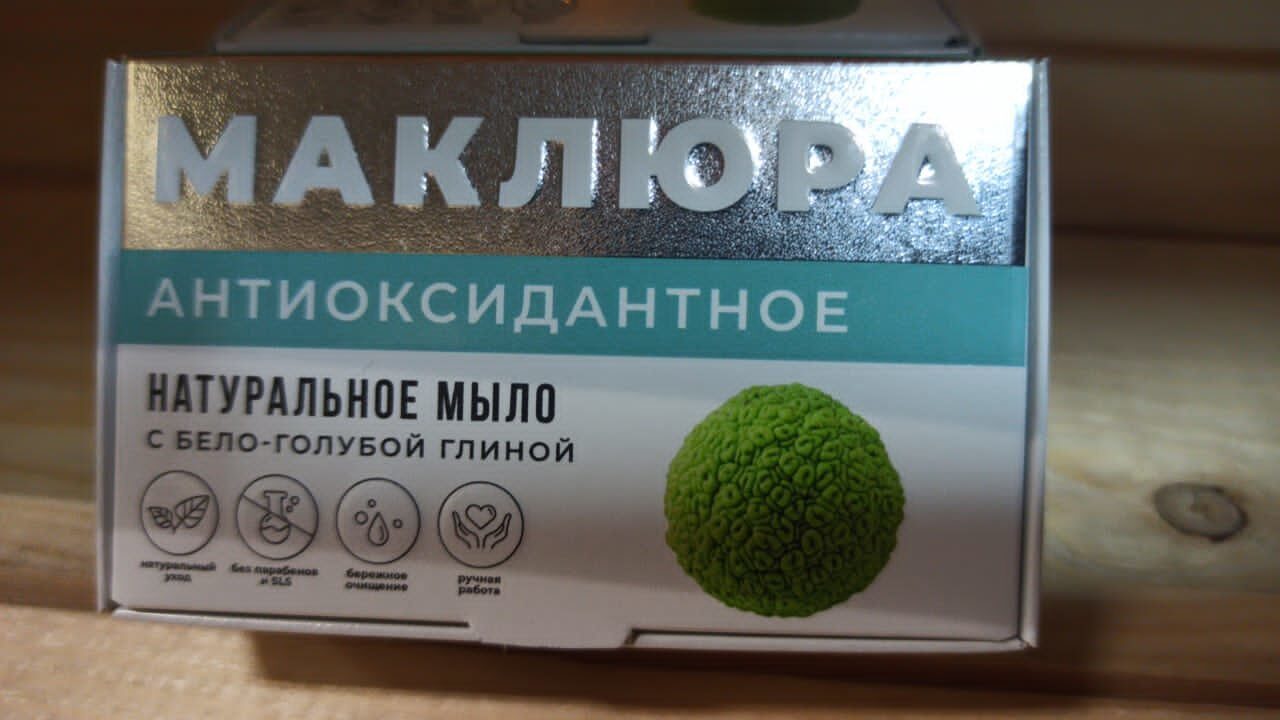 МАКЛЮРА
АНТИОКСИДАНТНОЕ
НАТУРАЛЬНОЕ МЫЛО
С БЕЛО-ГОЛУБОЙ ГЛИНОЙ
натуральный
уход
без парабенов
и SLS
бережное
очищение
ручная
работа